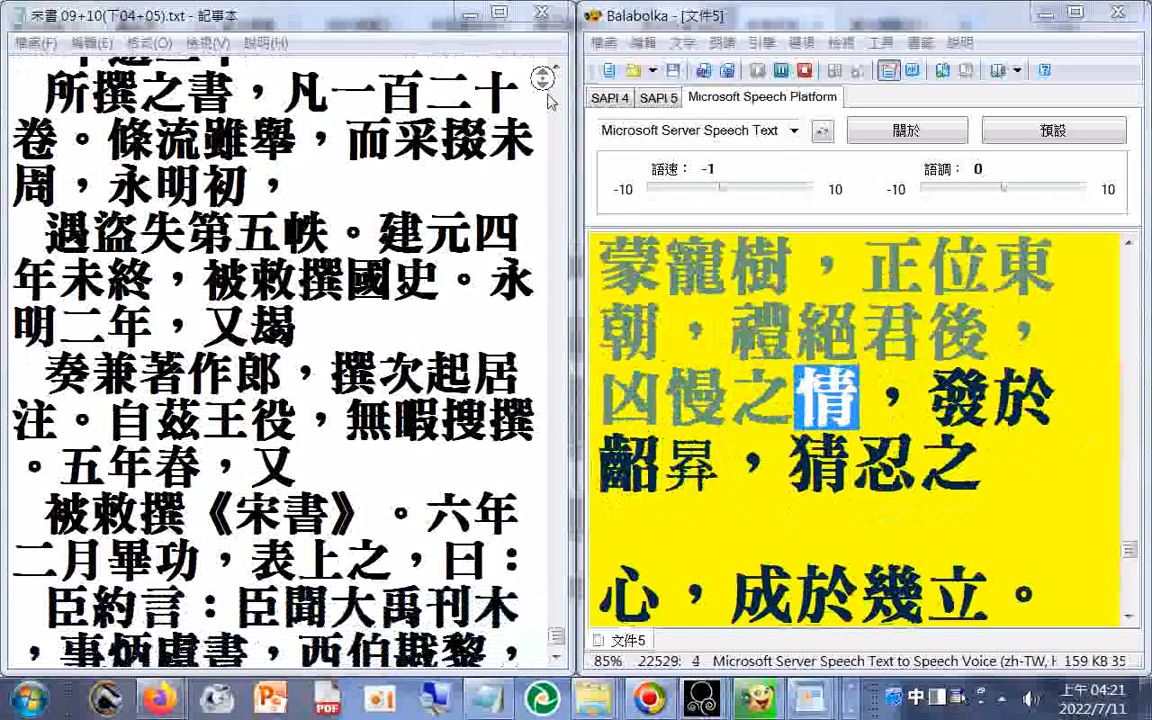 宋書 09+10(下04+05).txt - 記事本
檔案(F) 編輯(E) 格式(O) 檢視(V) 說明(H)
所撰之書，凡一百二十
卷。條流雖舉，而采掇未
周，永明初，
遇盜失第五帙。建元四
年未終，被敕撰國史。永
明二年，又朅
奏兼著作郎，撰次起居
注。自茲王役，無暇搜撰
。五年春，又
被敕撰《宋書》。六年
二月畢功，表上之，曰：
臣約言：臣聞大禹刊木
，事炳虞書，西伯戡黎，
Balabolka - [文件5]
檔案 編輯 文字 朗讀 引擎 選項 檢視 工具 書籤 說明
SAPI 4 SAPI 5 Microsoft Speech Platform
Microsoft Server Speech Text 關於 預設
語速： -1 語調： 0
-10 10 -10 10
蒙寵樹，正位東
朝，禮絕君後，
凶慢之情，發於
齠昇，猜忍之
心，成於幾立。
文件5
85% 22529: 4 Microsoft Server Speech Text to Speech Voice (zh-TW, H 159 KB 35
PDF
中
上午 04:21
2022/7/11